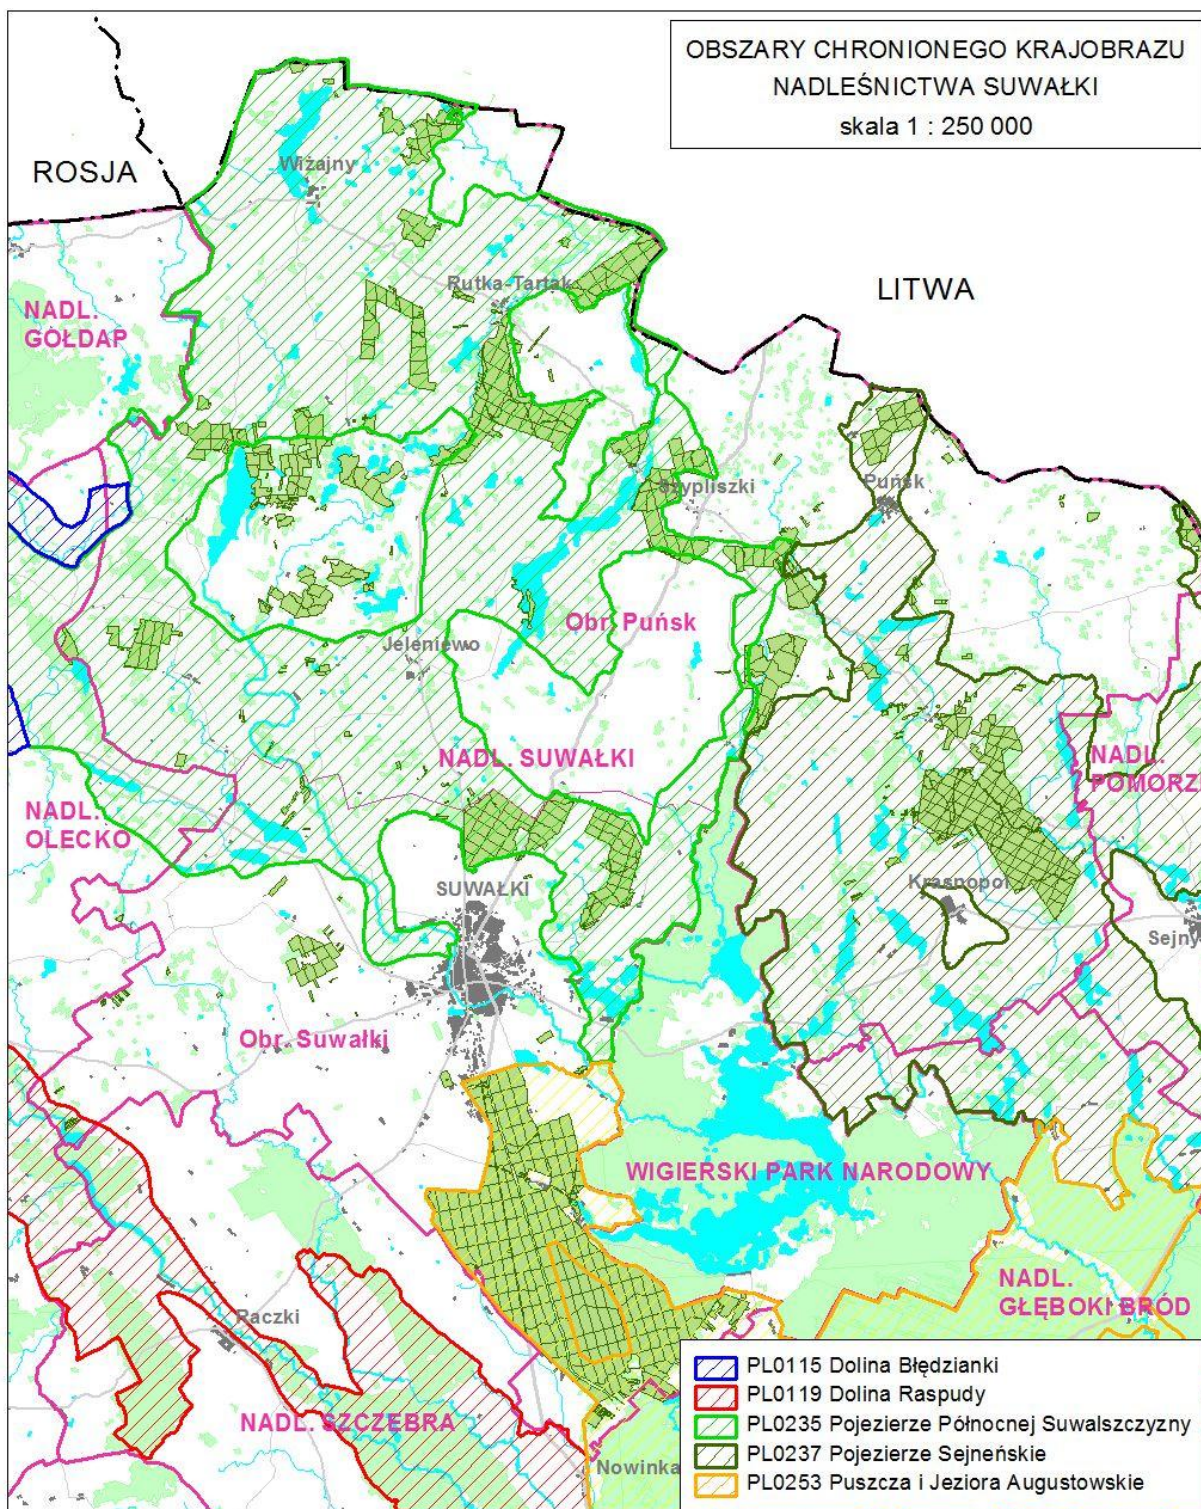 OBSZARY CHRONIONEGO KRAJOBRAZU
NADLEŚNICTWA SUWAŁKI
skala 1 : 250 000
ROSJA
Wiżajny
LITWA
Rutka-Tartak
NADL.
GOŁDAP
Szypliszki
Puńsk
Obr. Puńsk
Jeleniewo
NADL. SUWAŁKI
NADL.
POMORZE
NADL.
OLECKO
SUWAŁKI
Krasnopol
Sejny
Obr. Suwałki
WIGIERSKI PARK NARODOWY
NADL.
GŁĘBOKI BRÓD
Raczki
NADL. SZCZEBRA
Nowinka
PL0115 Dolina Błędzianki
PL0119 Dolina Raspudy
PL0235 Pojezierze Północnej Suwalszczyzny
PL0237 Pojezierze Sejneńskie
PL0253 Puszcza i Jeziora Augustowskie